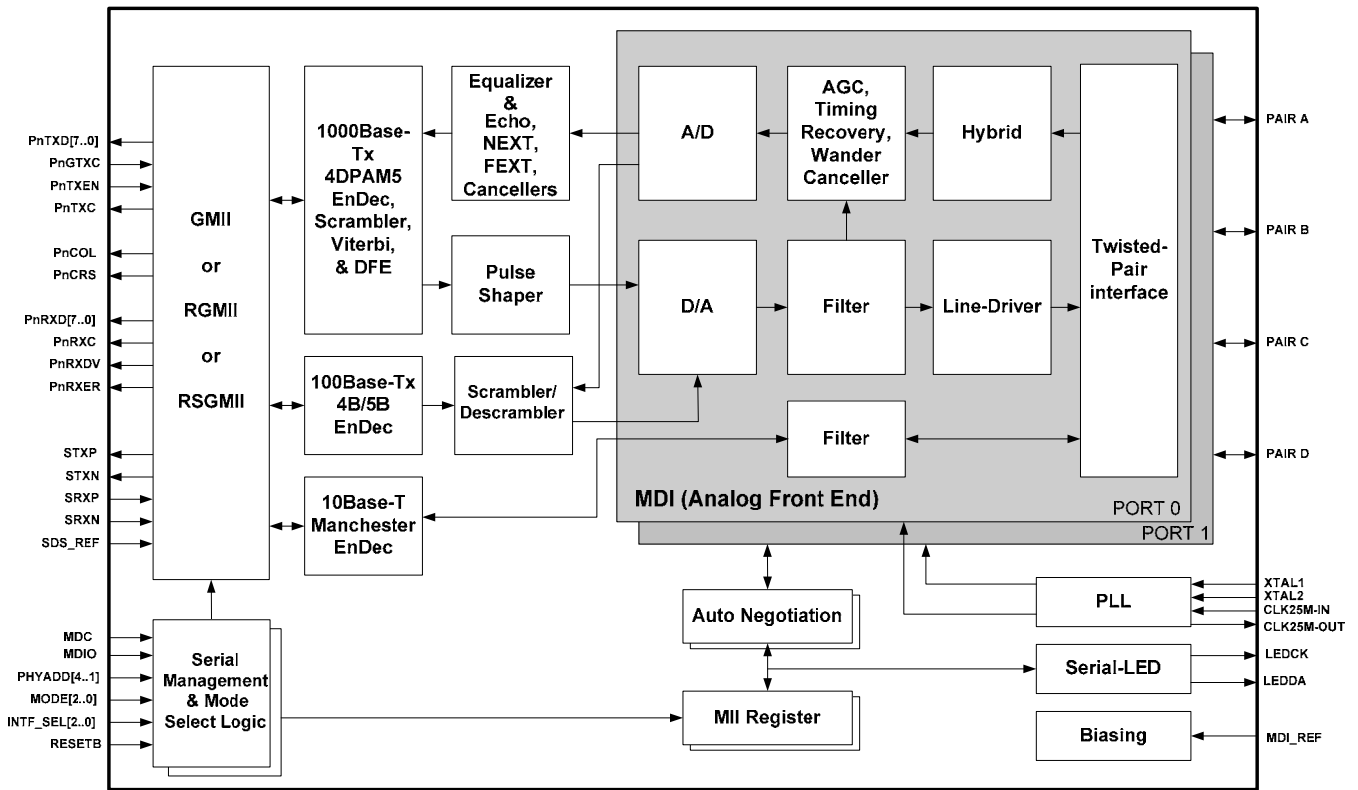 PnTXD[7..0]
PnGTXC
PnTXEN
PnTXC
PnCOL
PnCRS
PnRXD[7..0]
PnRXC
PnRXDV
PnRXER
STXP
STXN
SRXP
SRXN
SDS_REF
MDC
MDIO
PHYADD[4..1]
MODE[2..0]
INTF_SEL[2..0]
RESETB
GMII
or
RGMII
or
RSGMII
Serial
Management
& Mode
Select Logic
1000Base-
Tx
4DPAM5
EnDec,
Scrambler,
Viterbi,
& DFE
100Base-Tx
4B/5B
EnDec
10Base-T
Manchester
EnDec
Equalizer
&
Echo,
NEXT,
FEXT,
Cancellers
Pulse
Shaper
Scrambler/
Descrambler
A/D
AGC,
Timing
Recovery,
Wander
Canceller
Hybrid
D/A
Filter
Line-Driver
Filter
Twisted-
Pair
interface
MDI (Analog Front End)
PORT 0
PORT 1
Auto Negotiation
MII Register
PLL
Serial-LED
Biasing
PAIR A
PAIR B
PAIR C
PAIR D
XTAL1
XTAL2
CLK25M-IN
CLK25M-OUT
LEDCK
LEDDA
MDI_REF